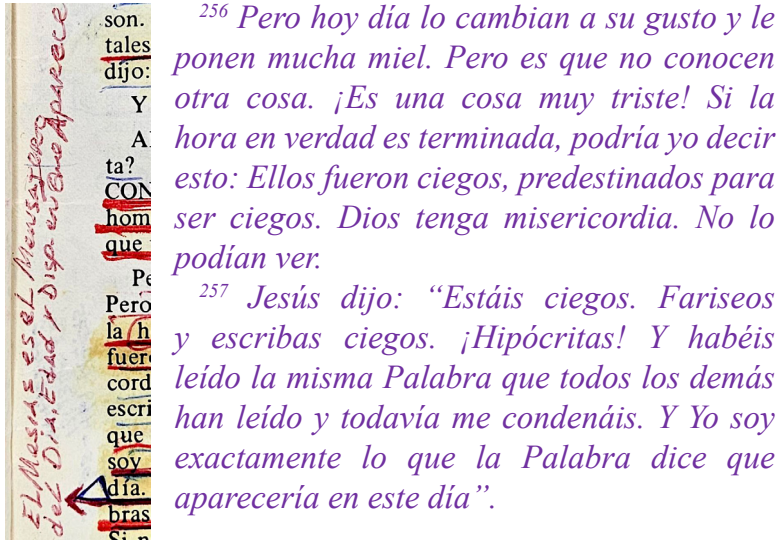 El Mesías es el Mensajero
del Día, Edad y Disp en que Aparece
son.
tales
dijo:
Y
ta?
CON
hom
que
Pe
Pero
la h
fuer
cord
escri
que
soy
día.
bras
256 Pero hoy día lo cambian a su gusto y le
ponen mucha miel. Pero es que no conocen
otra cosa. ¡Es una cosa muy triste! Si la
hora en verdad es terminada, podría yo decir
esto: Ellos fueron ciegos, predestinados para
ser ciegos. Dios tenga misericordia. No lo
podían ver.
257 Jesús dijo: “Estáis ciegos. Fariseos
y escribas ciegos. ¡Hipócritas! Y habéis
leído la misma Palabra que todos los demás
han leído y todavía me condenáis. Y Yo soy
exactamente lo que la Palabra dice que
aparecería en este día”.